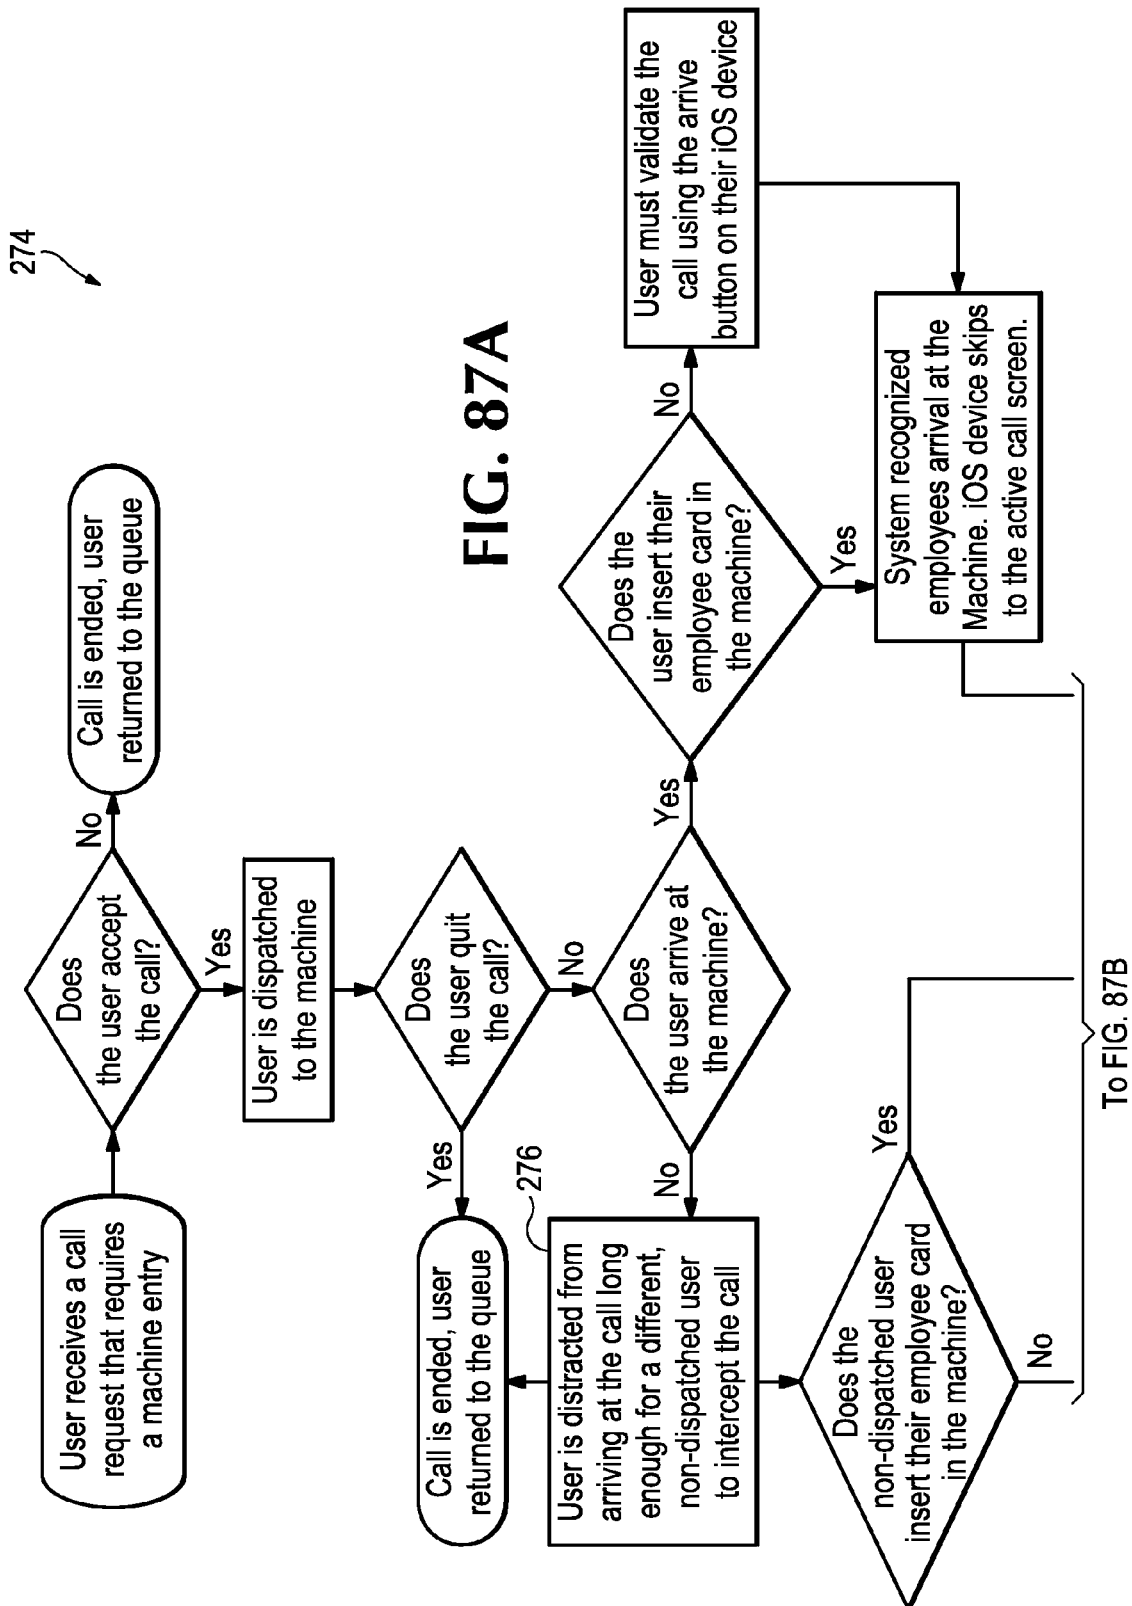 274
User receives a call
request that requires
a machine entry
Does
the user accept
the call?
No
Call is ended, user
returned to the queue
Yes
User is dispatched
to the machine
Does
the user quit
the call?
Yes
Call is ended, user
returned to the queue
No
Does
the user arrive at
the machine?
Yes
No
276
User is distracted from
arriving at the call long
enough for a different,
non-dispatched user
to intercept the call
Does the
user insert their
employee card in
the machine?
No
User must validate the
call using the arrive
button on their iOS device
Yes
System recognized
employees arrival at the
Machine. iOS device skips
to the active call screen.
Does the
non-dispatched user
insert their employee card
in the machine?
Yes
No
To FIG. 87B
FIG. 87A